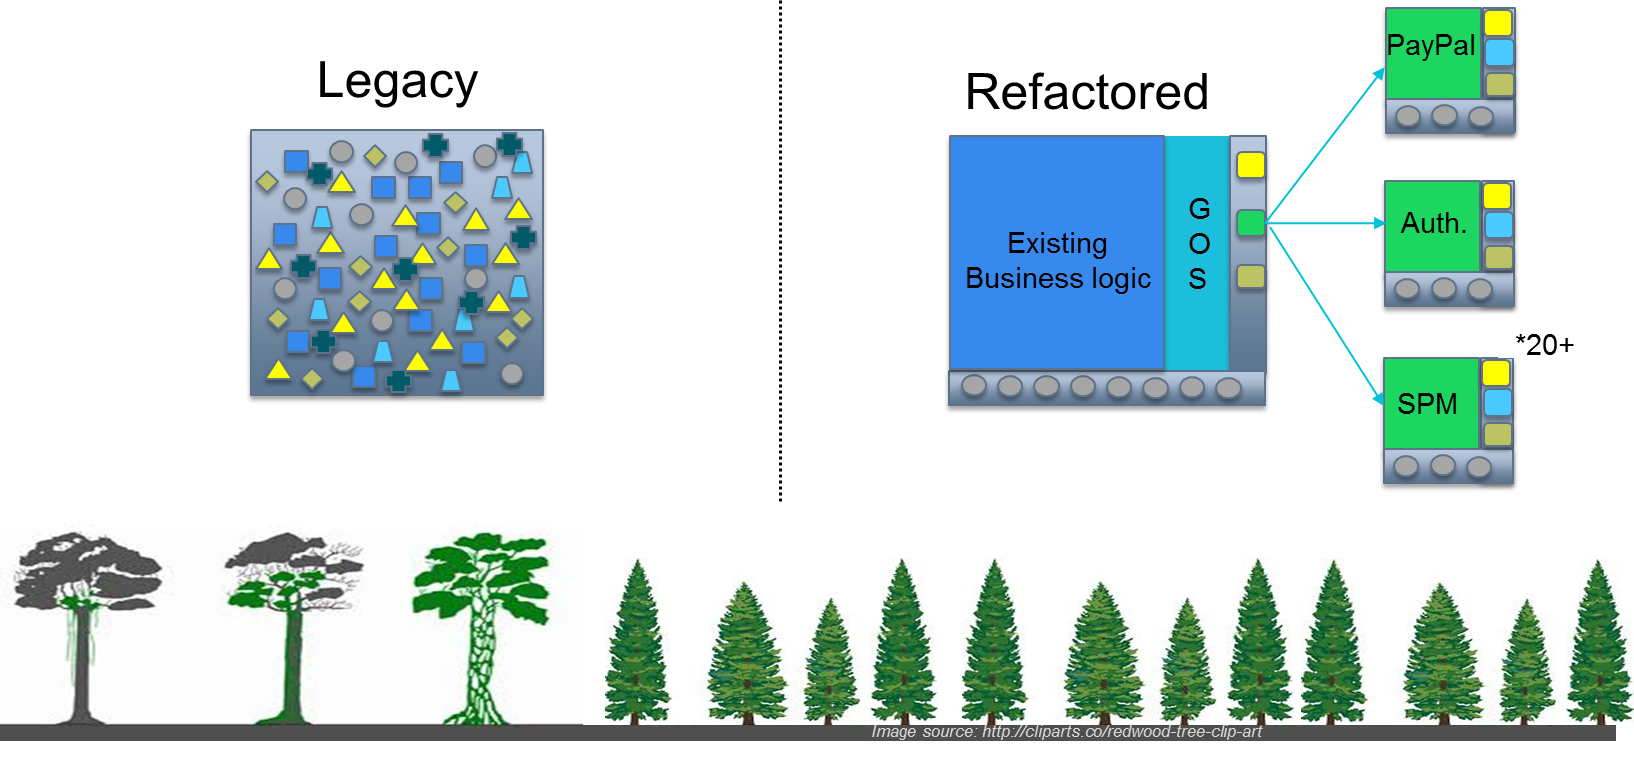 Legacy
Refactored
Existing
Business logic
G
O
S
PayPal
Auth.
*20+
SPM
Image source: http://cliparts.co/redwood-tree-clip-art